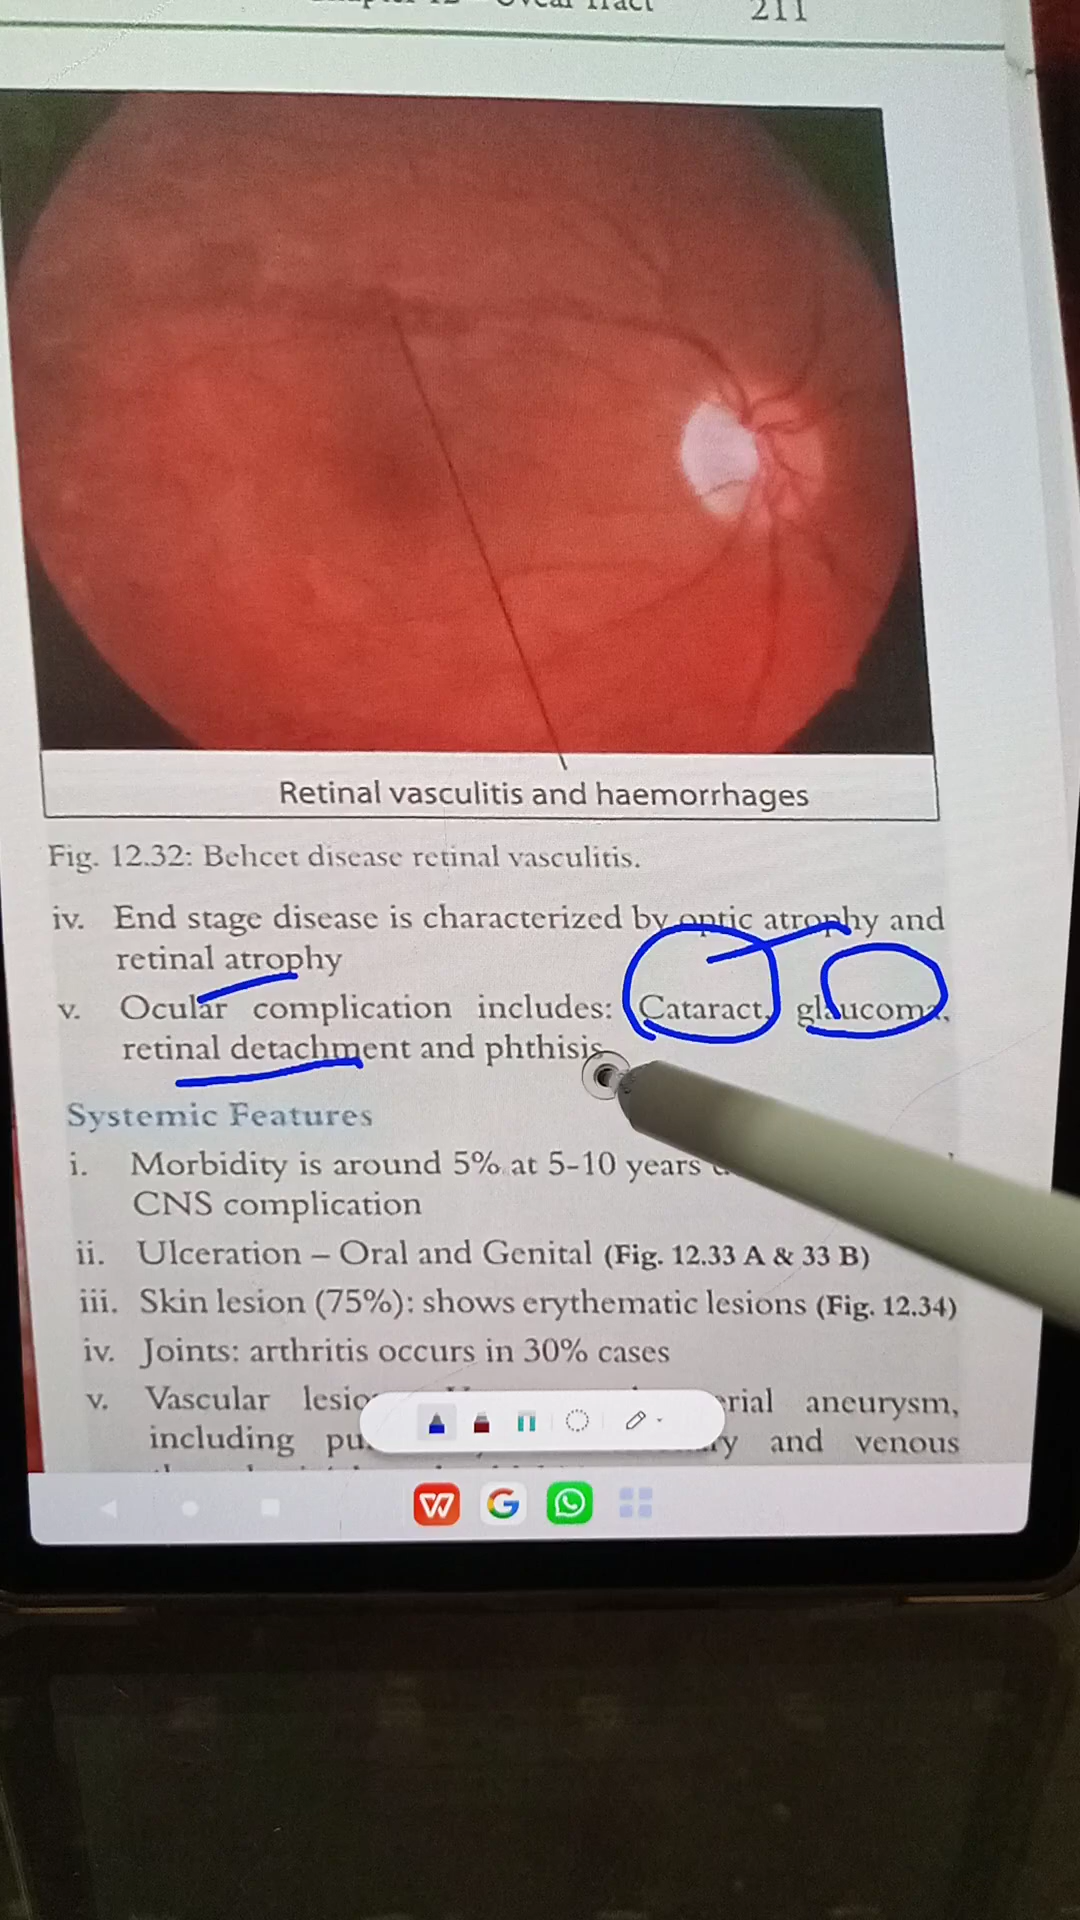 Chapter 12 Uveal Tract 211
Retinal vasculitis and haemorrhages
Fig. 12.32: Behcet disease retinal vasculitis.
iv. End stage disease is characterized by optic atrophy and
retinal atrophy
v. Ocular complication includes: Cataract, glaucoma,
retinal detachment and phthisis
Systemic Features
i. Morbidity is around 5% at 5-10 years
CNS complication
ii. Ulceration – Oral and Genital (Fig. 12.33 A & 33 B)
iii. Skin lesion (75%): shows erythematic lesions (Fig. 12.34)
iv. Joints: arthritis occurs in 30% cases
v. Vascular aneurysm,
including and venous